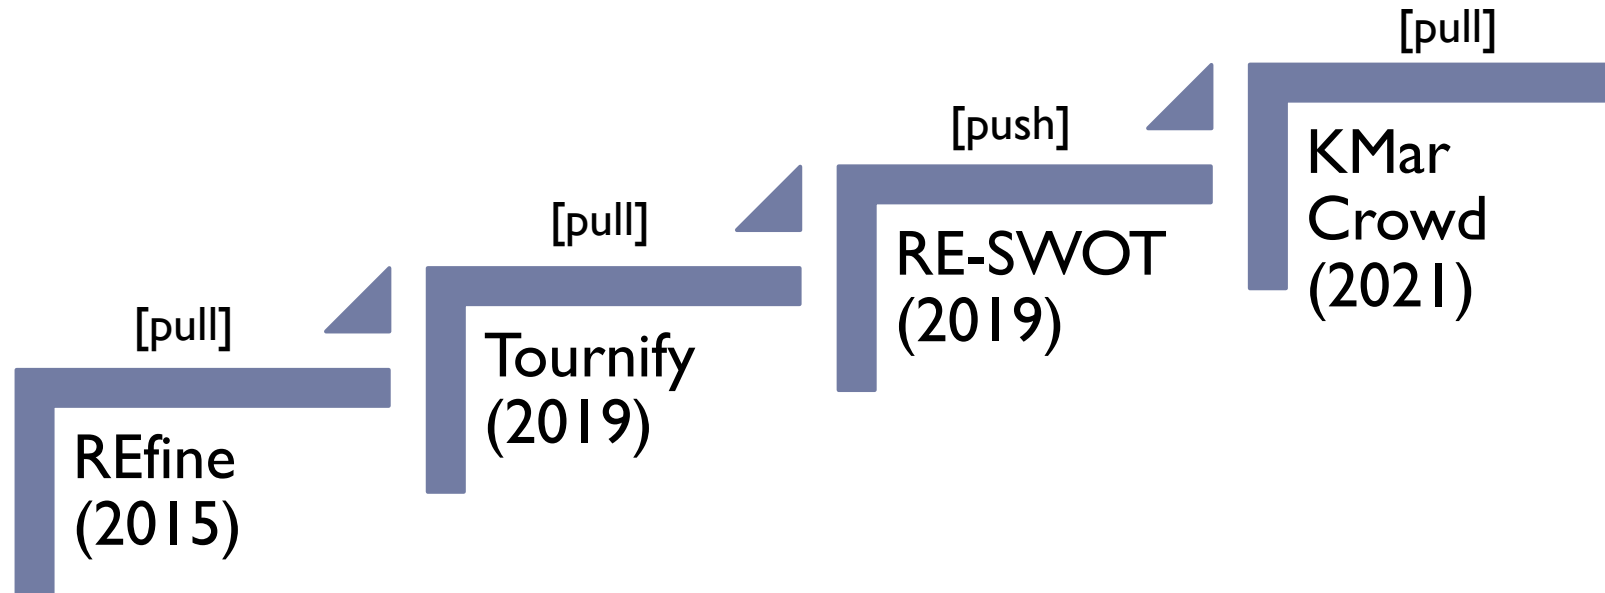 [pull]
REfine
(2015)
[pull]
Tournify
(2019)
[push]
RE-SWOT
(2019)
[pull]
KMar
Crowd
(2021)